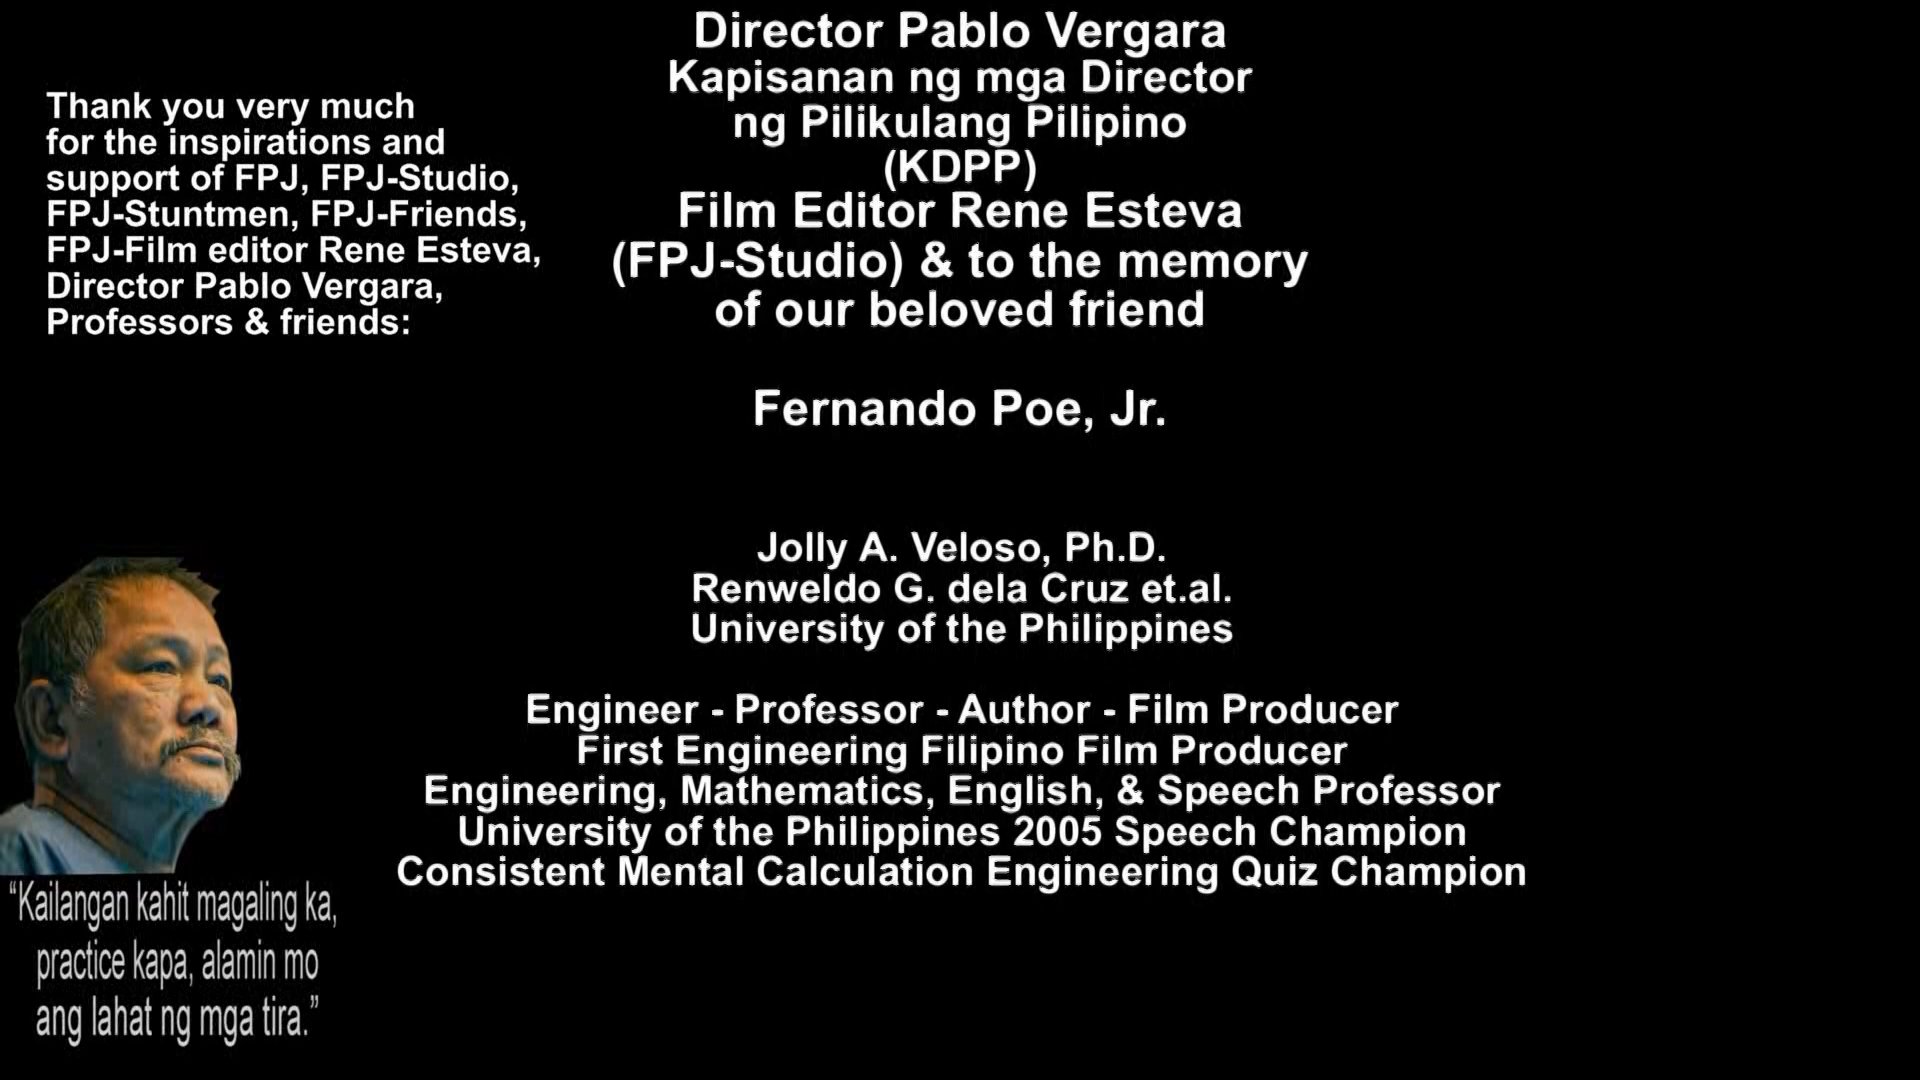 Thank you very much
for the inspirations and
support of FPJ, FPJ-Studio,
FPJ-Stuntmen, FPJ-Friends,
FPJ-Film editor Rene Esteva,
Director Pablo Vergara,
Professors & friends:
Director Pablo Vergara
Kapisanan ng mga Director
ng Pilikulang Pilipino
(KDPP)
Film Editor Rene Esteva
(FPJ-Studio) & to the memory
of our beloved friend
Fernando Poe, Jr.
Jolly A. Veloso, Ph.D.
Renweldo G. dela Cruz et.al.
University of the Philippines
Engineer - Professor - Author - Film Producer
First Engineering Filipino Film Producer
Engineering, Mathematics, English, & Speech Professor
University of the Philippines 2005 Speech Champion
Consistent Mental Calculation Engineering Quiz Champion
“Kailangan kahit magaling ka,
practice kapa, alamin mo
ang lahat ng mga tira.”